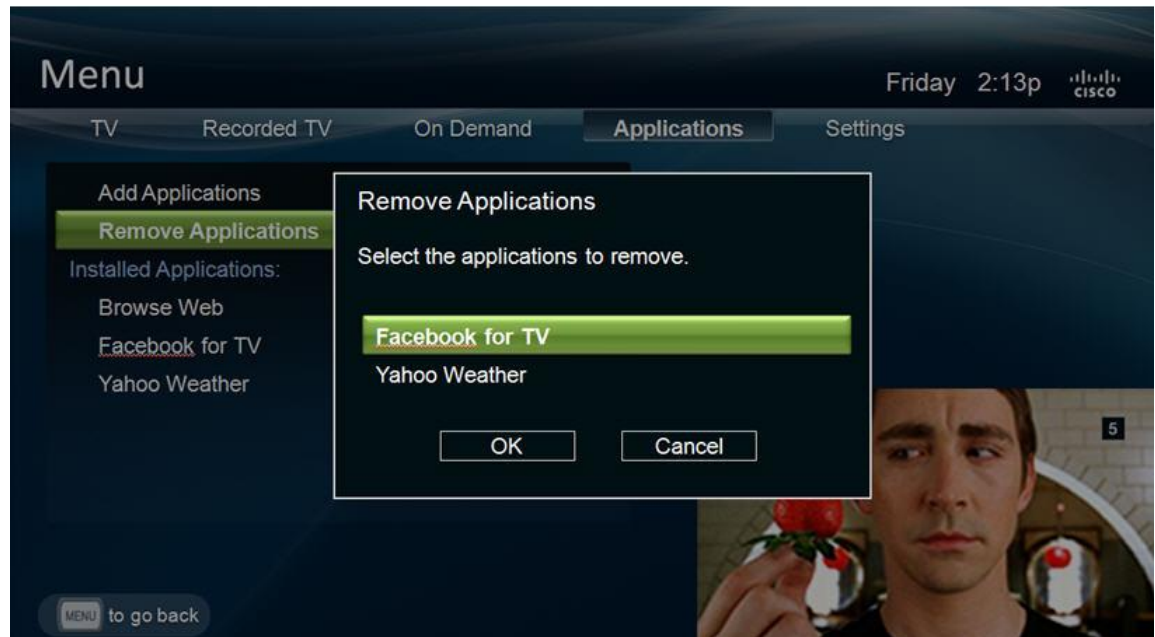 Menu
Friday 2:13p
CISCO
TV Recorded TV On Demand Applications Settings
Add Applications
Remove Applications
Installed Applications:
Browse Web
Facebook for TV
Yahoo Weather
Remove Applications
Select the applications to remove.
Facebook for TV
Yahoo Weather
OK Cancel
5
MENU to go back